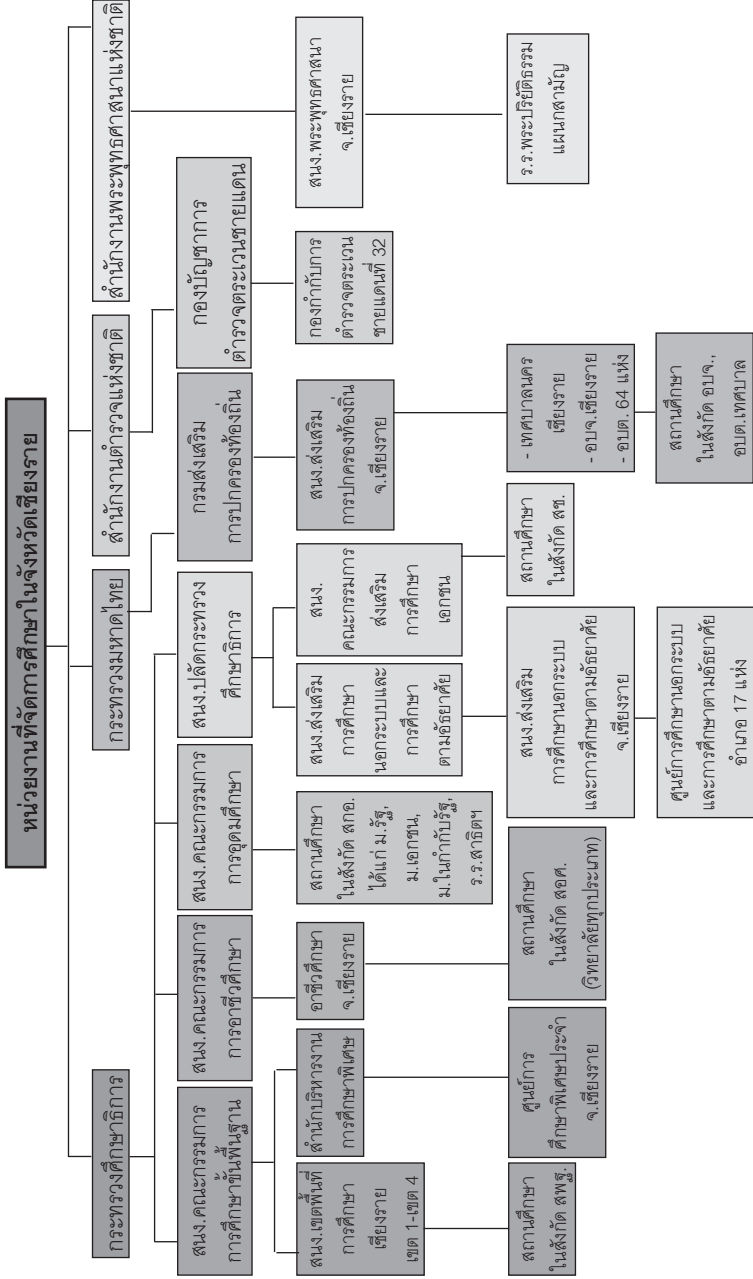 หน่วยงานที่จัดการศึกษาในจังหวัดเชียงราย
กระทรวงศึกษาธิการ
กระทรวงมหาดไทย
สำนักงานตำรวจแห่งชาติ
สำนักงานพระพุทธศาสนาแห่งชาติ
สนง.คณะกรรมการ
การศึกษาขั้นพื้นฐาน
สนง.คณะกรรมการ
การอาชีวศึกษา
สนง.คณะกรรมการ
การอุดมศึกษา
สนง.ปลัดกระทรวง
ศึกษาธิการ
กรมส่งเสริม
การปกครองท้องถิ่น
กองบัญชาการ
ตำรวจตระเวนชายแดน
สนง.เขตพื้นที่
การศึกษา
เชียงราย
เขต 1-เขต 4
สำนักบริหารงาน
การศึกษาพิเศษ
อาชีวศึกษา
จ.เชียงราย
สถานศึกษา
ในสังกัด สกอ.
ได้แก่ ม.รัฐ,
ม.เอกชน,
ม.ในกำกับรัฐ,
ร.ร.สาธิตฯ
สนง.ส่งเสริม
การศึกษา
นอกระบบและ
การศึกษา
ตามอัธยาศัย
สนง.
คณะกรรมการ
ส่งเสริม
การศึกษา
เอกชน
สนง.ส่งเสริม
การปกครองท้องถิ่น
จ.เชียงราย
กองกำกับการ
ตำรวจตระเวน
ชายแดนที่ 32
สนง.พระพุทธศาสนา
จ.เชียงราย
สถานศึกษา
ในสังกัด สพฐ.
ศูนย์การ
ศึกษาพิเศษประจำ
จ.เชียงราย
สถานศึกษา
ในสังกัด สอศ.
(วิทยาลัยทุกประเภท)
สนง.ส่งเสริม
การศึกษานอกระบบ
และการศึกษาตามอัธยาศัย
จ.เชียงราย
สถานศึกษา
ในสังกัด สช.
- เทศบาลนคร
เชียงราย
- อบจ.เชียงราย
- อบต. 64 แห่ง
ร.ร.พระปริยัติธรรม
แผนกสามัญ
ศูนย์การศึกษานอกระบบ
และการศึกษาตามอัธยาศัย
อำเภอ 17 แห่ง
สถานศึกษา
ในสังกัด อบจ.,
อบต.เทศบาล